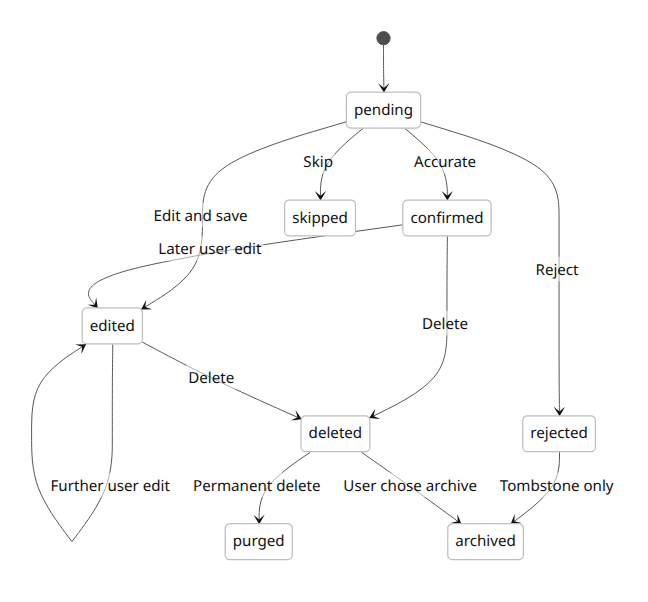 pending
Skip
Accurate
Edit and save
skipped
confirmed
Later user edit
Reject
edited
Delete
Delete
deleted
rejected
Further user edit
Permanent delete
User chose archive
Tombstone only
purged
archived